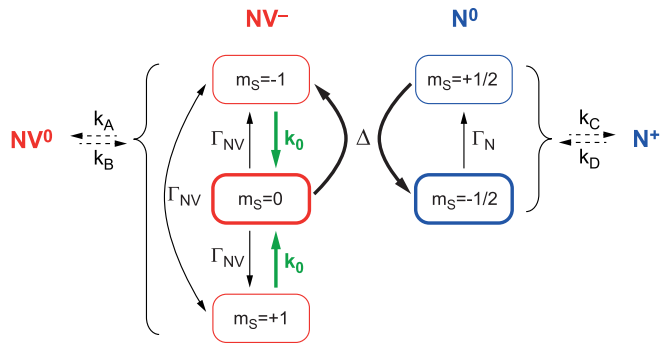 NV⁻ N⁰
mS=-1 mS=+1/2
kA kC
NV⁰ ΓNV k0 Δ ΓN N⁺
kB kD
ΓNV mS=0 mS=-1/2
ΓNV k0
mS=+1